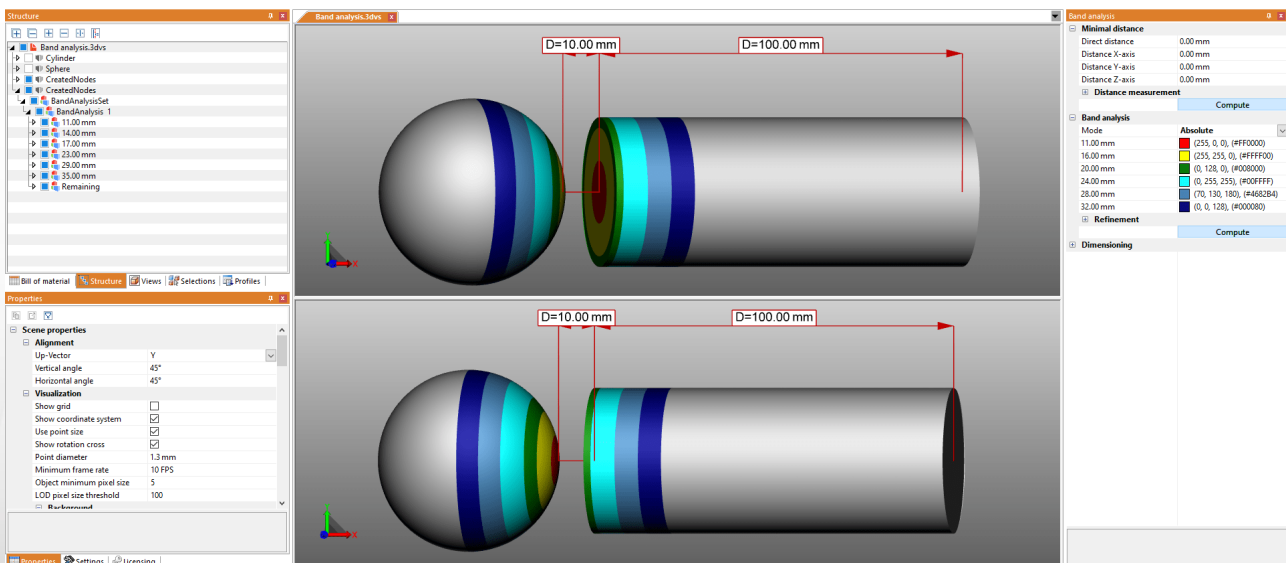 Structure
Band analysis.3dvs
Cylinder
Sphere
CreatedNodes
CreatedNodes
BandAnalysisSet
BandAnalysis 1
11.00 mm
14.00 mm
17.00 mm
23.00 mm
29.00 mm
35.00 mm
Remaining
Bill of material Structure Views Selections Profiles
Properties
Scene properties
Alignment
Up-Vector Y
Vertical angle 45°
Horizontal angle 45°
Visualization
Show grid
Show coordinate system
Use point size
Show rotation cross
Point diameter 1.3 mm
Minimum frame rate 10 FPS
Object minimum pixel size 5
LOD pixel size threshold 100
Background
Properties Settings Licensing
Band analysis.3dvs
D=10.00 mm D=100.00 mm
Y
X
D=10.00 mm D=100.00 mm
X
Band analysis
Minimal distance
Direct distance 0.00 mm
Distance X-axis 0.00 mm
Distance Y-axis 0.00 mm
Distance Z-axis 0.00 mm
Distance measurement
Compute
Band analysis
Mode Absolute
11.00 mm (255, 0, 0), (#FF0000)
16.00 mm (255, 255, 0), (#FFFF00)
20.00 mm (0, 128, 0), (#008000)
24.00 mm (0, 255, 255), (#00FFFF)
28.00 mm (70, 130, 180), (#4682B4)
32.00 mm (0, 0, 128), (#000080)
Refinement
Compute
Dimensioning